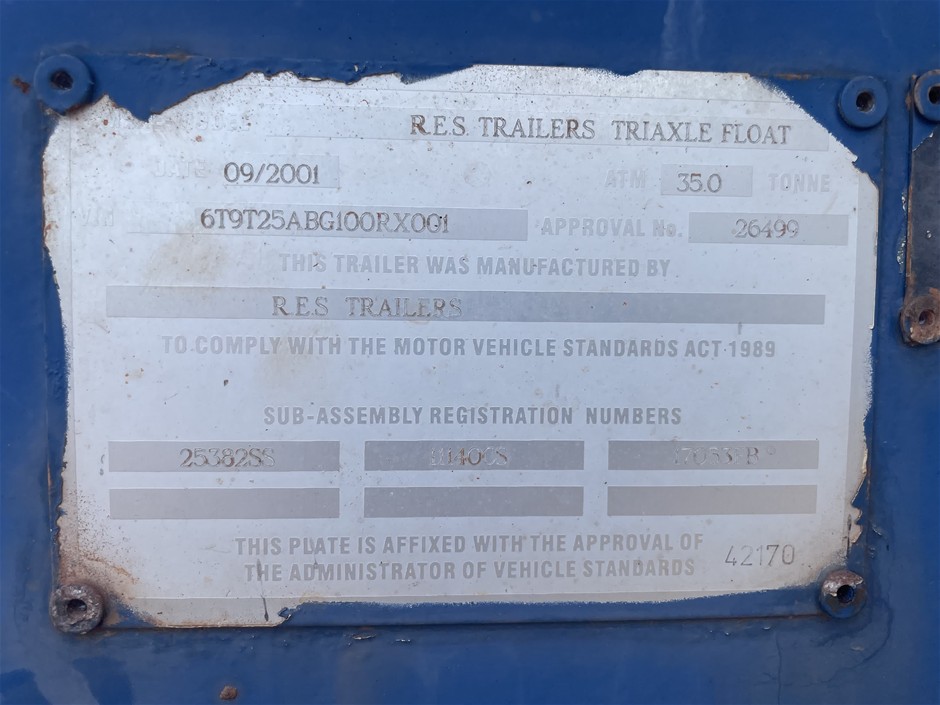 R.E.S. TRAILERS TRIAXLE FLOAT
09/2001 ATM 35.0 TONNE
6T9T25ABG100RX001 APPROVAL No. 26499
THIS TRAILER WAS MANUFACTURED BY
R.E.S TRAILERS
TO COMPLY WITH THE MOTOR VEHICLE STANDARDS ACT 1989
SUB-ASSEMBLY REGISTRATION NUMBERS
25382SS
THIS PLATE IS AFFIXED WITH THE APPROVAL OF
THE ADMINISTRATOR OF VEHICLE STANDARDS 42170